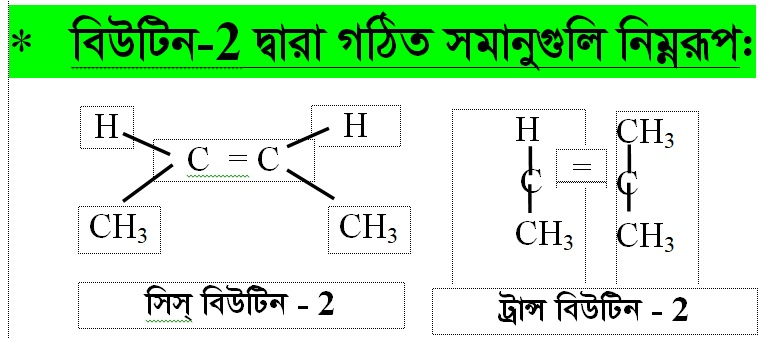 * বিউটিন-2 দ্বারা গঠিত সমানুগুলি নিম্নরূপ:
H H H CH3
C = C C = C
CH3 CH3 CH3 CH3
সিস্ বিউটিন - 2 ট্রান্স বিউটিন - 2